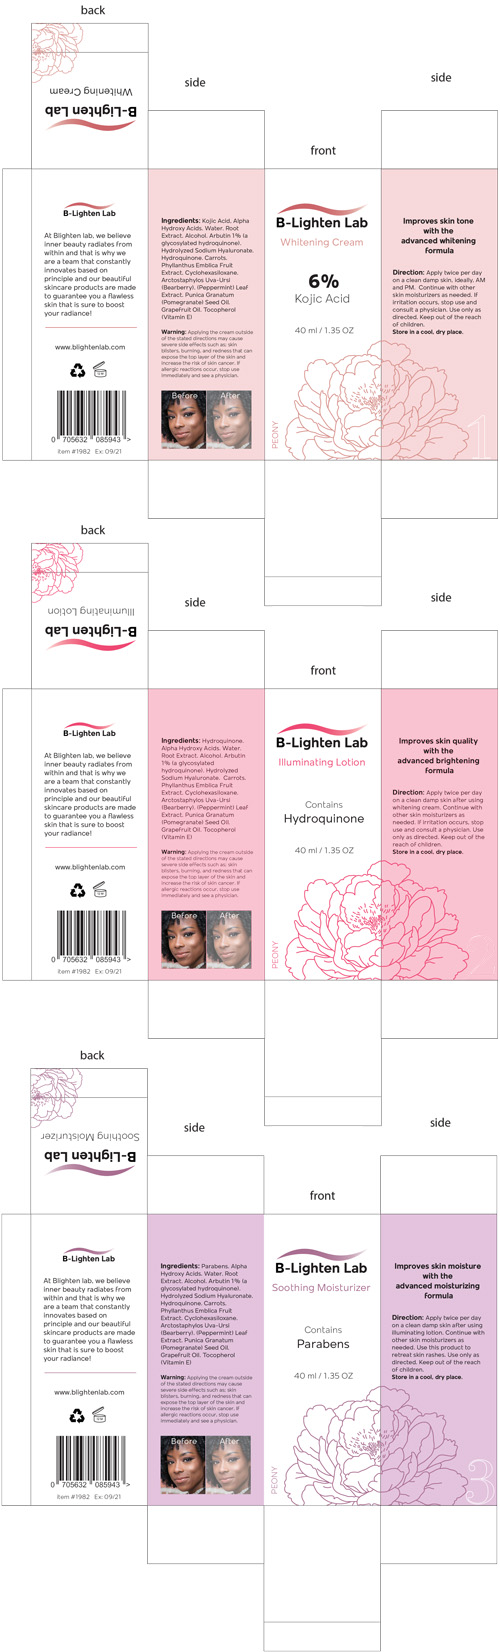 back
side
side
front
Whitening Cream
B-Lighten Lab
B-Lighten Lab
At Blighten lab, we believe
inner beauty radiates from
within and that is why we
are a team that constantly
innovates based on
principle and our beautiful
skincare products are made
to guarantee you a flawless
skin that is sure to boost
your radiance!
www.blightenlab.com
0 705632 085943 >
item #1982 Ex: 09/21
Ingredients: Kojic Acid, Alpha
Hydroxy Acids, Water, Root
Extract, Alcohol, Arbutin 1% (a
glycosylated hydroquinone),
Hydrolyzed Sodium Hyaluronate,
Hydroquinone, Carrots,
Phyllanthus Emblica Fruit
Extract, Cyclohexasiloxane,
Arctostaphylos Uva-Ursi
(Bearberry), (Peppermint) Leaf
Extract, Punica Granatum
(Pomegranate) Seed Oil,
Grapefruit Oil, Tocopherol
(Vitamin E)
Warning: Applying the cream outside
of the stated directions may cause
severe side effects such as; skin
blisters, burning, and redness that can
expose the top layer of the skin and
increase the risk of skin cancer. If
allergic reactions occur, stop use
immediately and see a physician.
Before After
B-Lighten Lab
Whitening Cream
6%
Kojic Acid
40 ml / 1.35 OZ
PEONY
Improves skin tone
with the
advanced whitening
formula
Direction: Apply twice per day
on a clean damp skin, ideally, AM
and PM. Continue with other
skin moisturizers as needed. If
irritation occurs, stop use and
consult a physician. Use only as
directed. Keep out of the reach
of children.
Store in a cool, dry place.
1
back
side
side
front
Illuminating Lotion
B-Lighten Lab
B-Lighten Lab
At Blighten lab, we believe
inner beauty radiates from
within and that is why we
are a team that constantly
innovates based on
principle and our beautiful
skincare products are made
to guarantee you a flawless
skin that is sure to boost
your radiance!
www.blightenlab.com
0 705632 085943 >
item #1982 Ex: 09/21
Ingredients: Hydroquinone,
Alpha Hydroxy Acids, Water,
Root Extract, Alcohol, Arbutin
1% (a glycosylated
hydroquinone), Hydrolyzed
Sodium Hyaluronate, Carrots,
Phyllanthus Emblica Fruit
Extract, Cyclohexasiloxane,
Arctostaphylos Uva-Ursi
(Bearberry), (Peppermint) Leaf
Extract, Punica Granatum
(Pomegranate) Seed Oil,
Grapefruit Oil, Tocopherol
(Vitamin E)
Warning: Applying the cream outside
of the stated directions may cause
severe side effects such as; skin
blisters, burning, and redness that can
expose the top layer of the skin and
increase the risk of skin cancer. If
allergic reactions occur, stop use
immediately and see a physician.
Before After
B-Lighten Lab
Illuminating Lotion
Contains
Hydroquinone
40 ml / 1.35 OZ
PEONY
Improves skin quality
with the
advanced brightening
formula
Direction: Apply twice per day
on a clean damp skin after using
whitening cream. Continue with
other skin moisturizers as
needed. If irritation occurs, stop
use and consult a physician. Use
only as directed. Keep out of the
reach of children.
Store in a cool, dry place.
2
back
side
side
front
Soothing Moisturizer
B-Lighten Lab
B-Lighten Lab
At Blighten lab, we believe
inner beauty radiates from
within and that is why we
are a team that constantly
innovates based on
principle and our beautiful
skincare products are made
to guarantee you a flawless
skin that is sure to boost
your radiance!
www.blightenlab.com
0 705632 085943 >
item #1982 Ex: 09/21
Ingredients: Parabens, Alpha
Hydroxy Acids, Water, Root
Extract, Alcohol, Arbutin 1% (a
glycosylated hydroquinone),
Hydrolyzed Sodium Hyaluronate,
Hydroquinone, Carrots,
Phyllanthus Emblica Fruit
Extract, Cyclohexasiloxane,
Arctostaphylos Uva-Ursi
(Bearberry), (Peppermint) Leaf
Extract, Punica Granatum
(Pomegranate) Seed Oil,
Grapefruit Oil, Tocopherol
(Vitamin E)
Warning: Applying the cream outside
of the stated directions may cause
severe side effects such as; skin
blisters, burning, and redness that can
expose the top layer of the skin and
increase the risk of skin cancer. If
allergic reactions occur, stop use
immediately and see a physician.
Before After
B-Lighten Lab
Soothing Moisturizer
Contains
Parabens
40 ml / 1.35 OZ
PEONY
Improves skin moisture
with the
advanced moisturizing
formula
Direction: Apply twice per day
on a clean damp skin after using
illuminating lotion. Continue with
other skin moisturizers as
needed. Use this product to
retreat skin rashes. Use only as
directed. Keep out of the reach
of children.
Store in a cool, dry place.
3